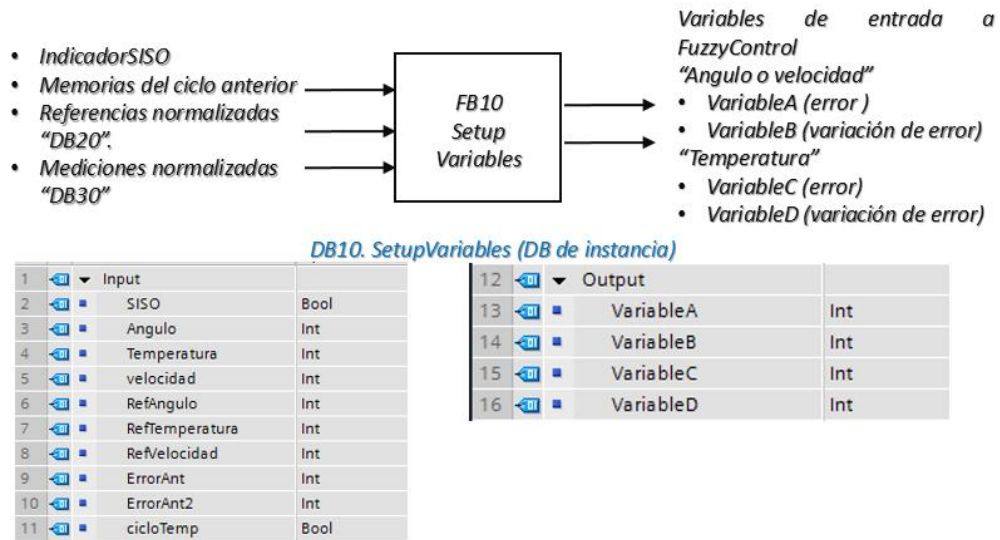 • IndicadorSISO
• Memorias del ciclo anterior
• Referencias normalizadas
"DB20".
• Mediciones normalizadas
"DB30"
FB10
Setup
Variables
Variables de entrada a
FuzzyControl
"Angulo o velocidad"
• VariableA (error )
• VariableB (variación de error)
"Temperatura"
• VariableC (error)
• VariableD (variación de error)
DB10. SetupVariables (DB de instancia)
1 Input
2 SISO Bool
3 Angulo Int
4 Temperatura Int
5 velocidad Int
6 RefAngulo Int
7 RefTemperatura Int
8 RefVelocidad Int
9 ErrorAnt Int
10 ErrorAnt2 Int
11 cicloTemp Bool
12 Output
13 VariableA Int
14 VariableB Int
15 VariableC Int
16 VariableD Int